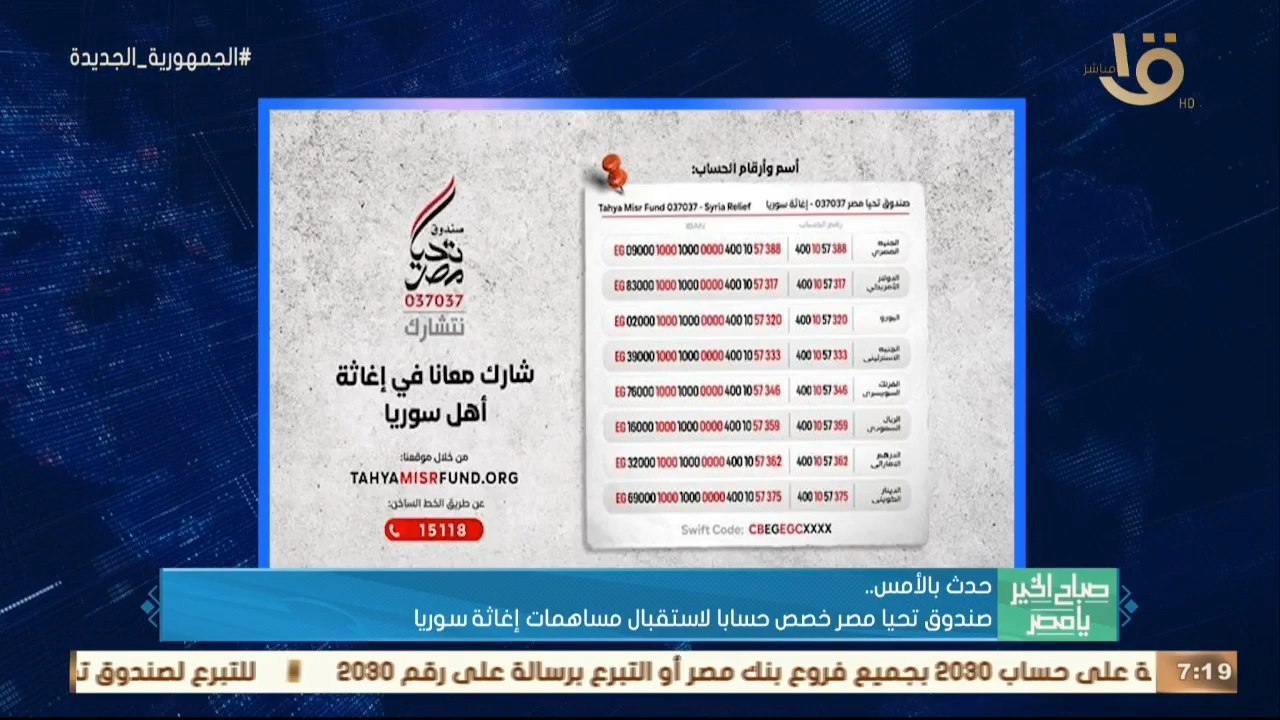 #الجمهورية_الجديدة
مباشر
HD
أسم وأرقام الحساب:
صندوق تحيا مصر 037037 - إغاثة سوريا Tahya Misr Fund 037037 - Syria Relief
رقم الحساب IBAN
الجنيه المصري 400 10 57 388 EG 09000 1000 1000 0000 400 10 57 388
الدولار الأمريكي 400 10 57 317 EG 83000 1000 1000 0000 400 10 57 317
اليورو 400 10 57 320 EG 02000 1000 1000 0000 400 10 57 320
الجنيه الاسترليني 400 10 57 333 EG 39000 1000 1000 0000 400 10 57 333
الفرنك السويسري 400 10 57 346 EG 76000 1000 1000 0000 400 10 57 346
الريال السعودي 400 10 57 359 EG 16000 1000 1000 0000 400 10 57 359
الدرهم الاماراتي 400 10 57 362 EG 32000 1000 1000 0000 400 10 57 362
الدينار الكويتي 400 10 57 375 EG 69000 1000 1000 0000 400 10 57 375
Swift Code: CBEGEGCXXXX
صندوق
تحيا
مصر
037037
نتشارك
شارك معانا في إغاثة
أهل سوريا
من خلال موقعنا:
TAHYAMISRFUND.ORG
عن طريق الخط الساخن:
15118
صباح الخير
يا مصر
حدث بالأمس..
صندوق تحيا مصر خصص حسابا لاستقبال مساهمات إغاثة سوريا
7:19
ة على حساب 2030 بجميع فروع بنك مصر أو التبرع برسالة على رقم 2030 للتبرع لصندوق ت